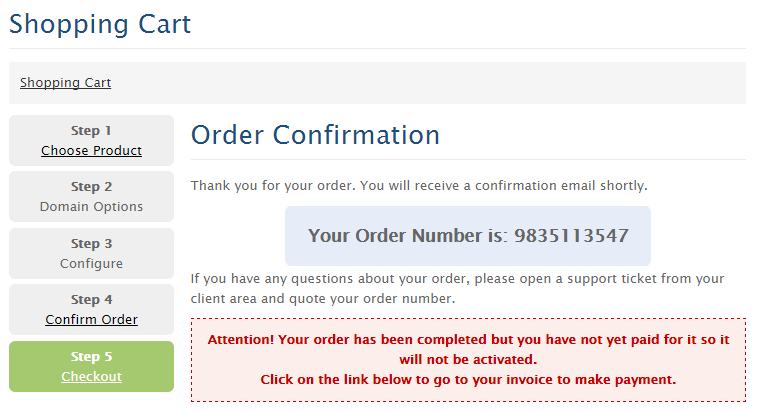 Shopping Cart
Shopping Cart
Step 1
Choose Product
Step 2
Domain Options
Step 3
Configure
Step 4
Confirm Order
Step 5
Checkout
Order Confirmation
Thank you for your order. You will receive a confirmation email shortly.
Your Order Number is: 9835113547
If you have any questions about your order, please open a support ticket from your
client area and quote your order number.
Attention! Your order has been completed but you have not yet paid for it so it
will not be activated.
Click on the link below to go to your invoice to make payment.